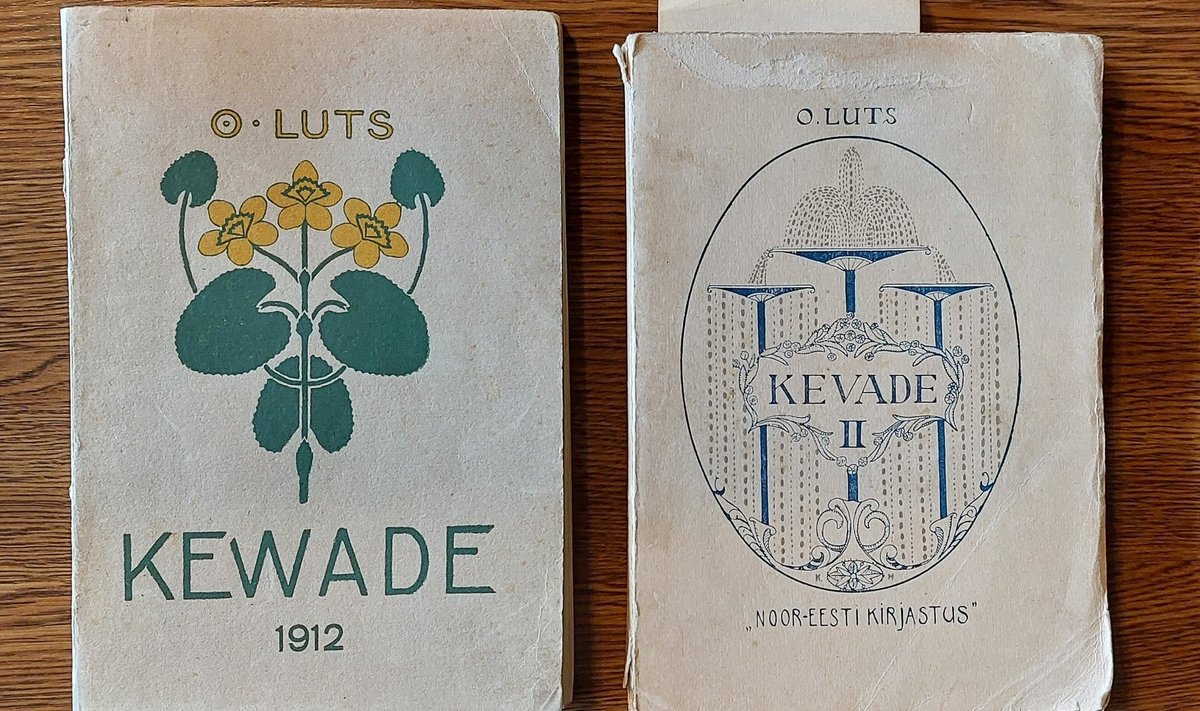 O · LUTS
KEWADE
1912
O. LUTS
KEVADE
II
K H
„NOOR-EESTI KIRJASTUS"